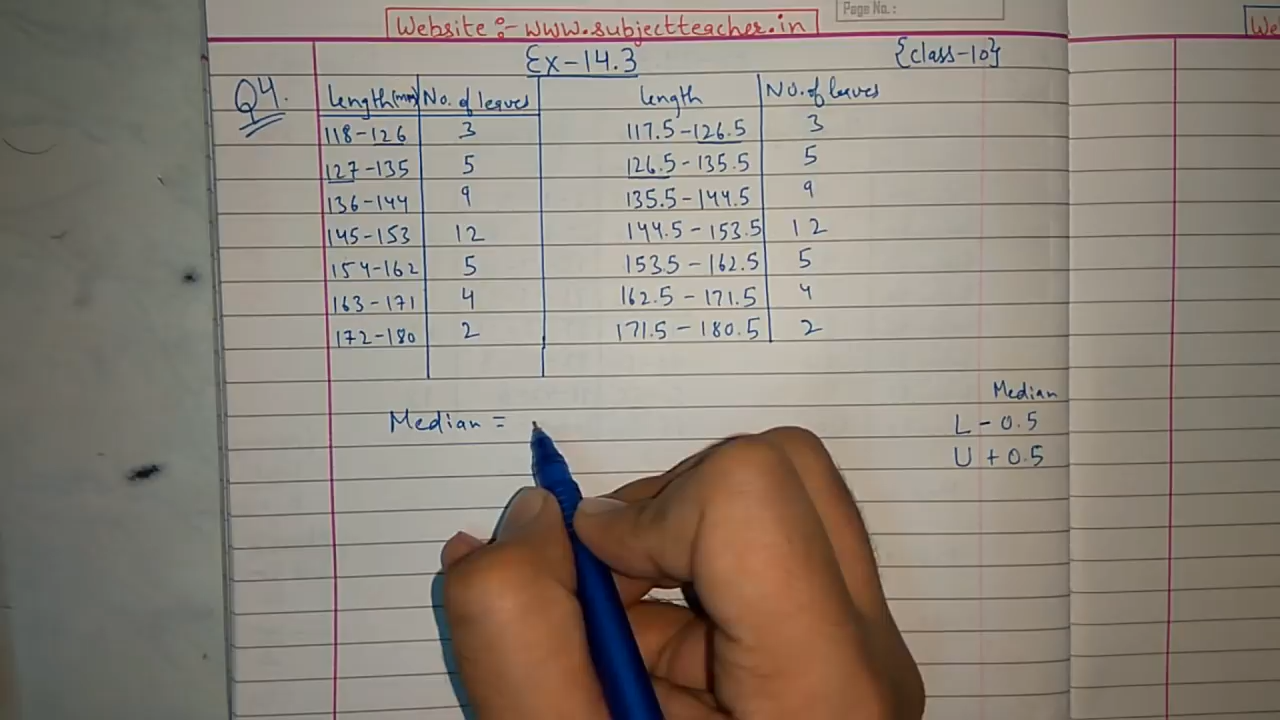 Page No.:
Website :- www.subjectteacher.in
We
Ex-14.3
{class-10}
Q4.
Length(mm) No. of leaves length No. of leaves
118-126 3 117.5-126.5 3
127-135 5 126.5-135.5 5
136-144 9 135.5-144.5 9
145-153 12 144.5-153.5 12
154-162 5 153.5-162.5 5
163-171 4 162.5-171.5 4
172-180 2 171.5-180.5 2
Median
Median = L - 0.5
U + 0.5